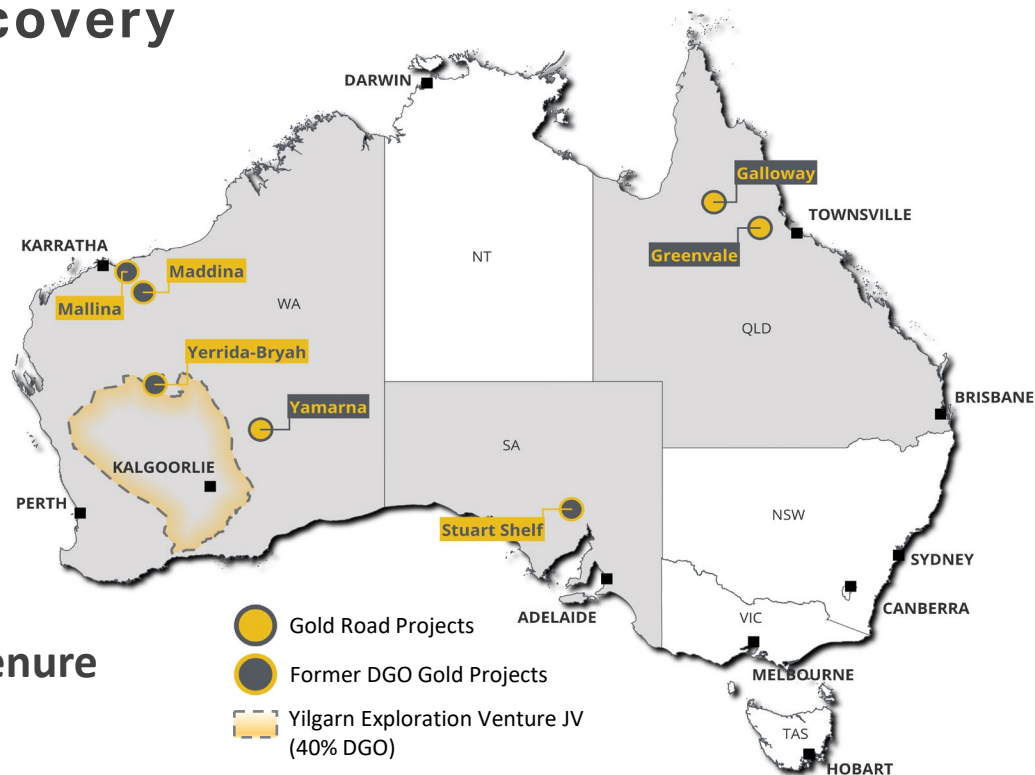 covery
DARWIN
Galloway
TOWNSVILLE
KARRATHA
Greenvale
Maddina
NT
Mallina
WA
QLD
Yerrida-Bryah
BRISBANE
Yamarna
SA
KALGOORLIE
PERTH
NSW
Stuart Shelf
SYDNEY
ADELAIDE
CANBERRA
VIC
Gold Road Projects
enure
Former DGO Gold Projects
MELBOURNE
Yilgarn Exploration Venture JV
(40% DGO)
TAS
HOBART